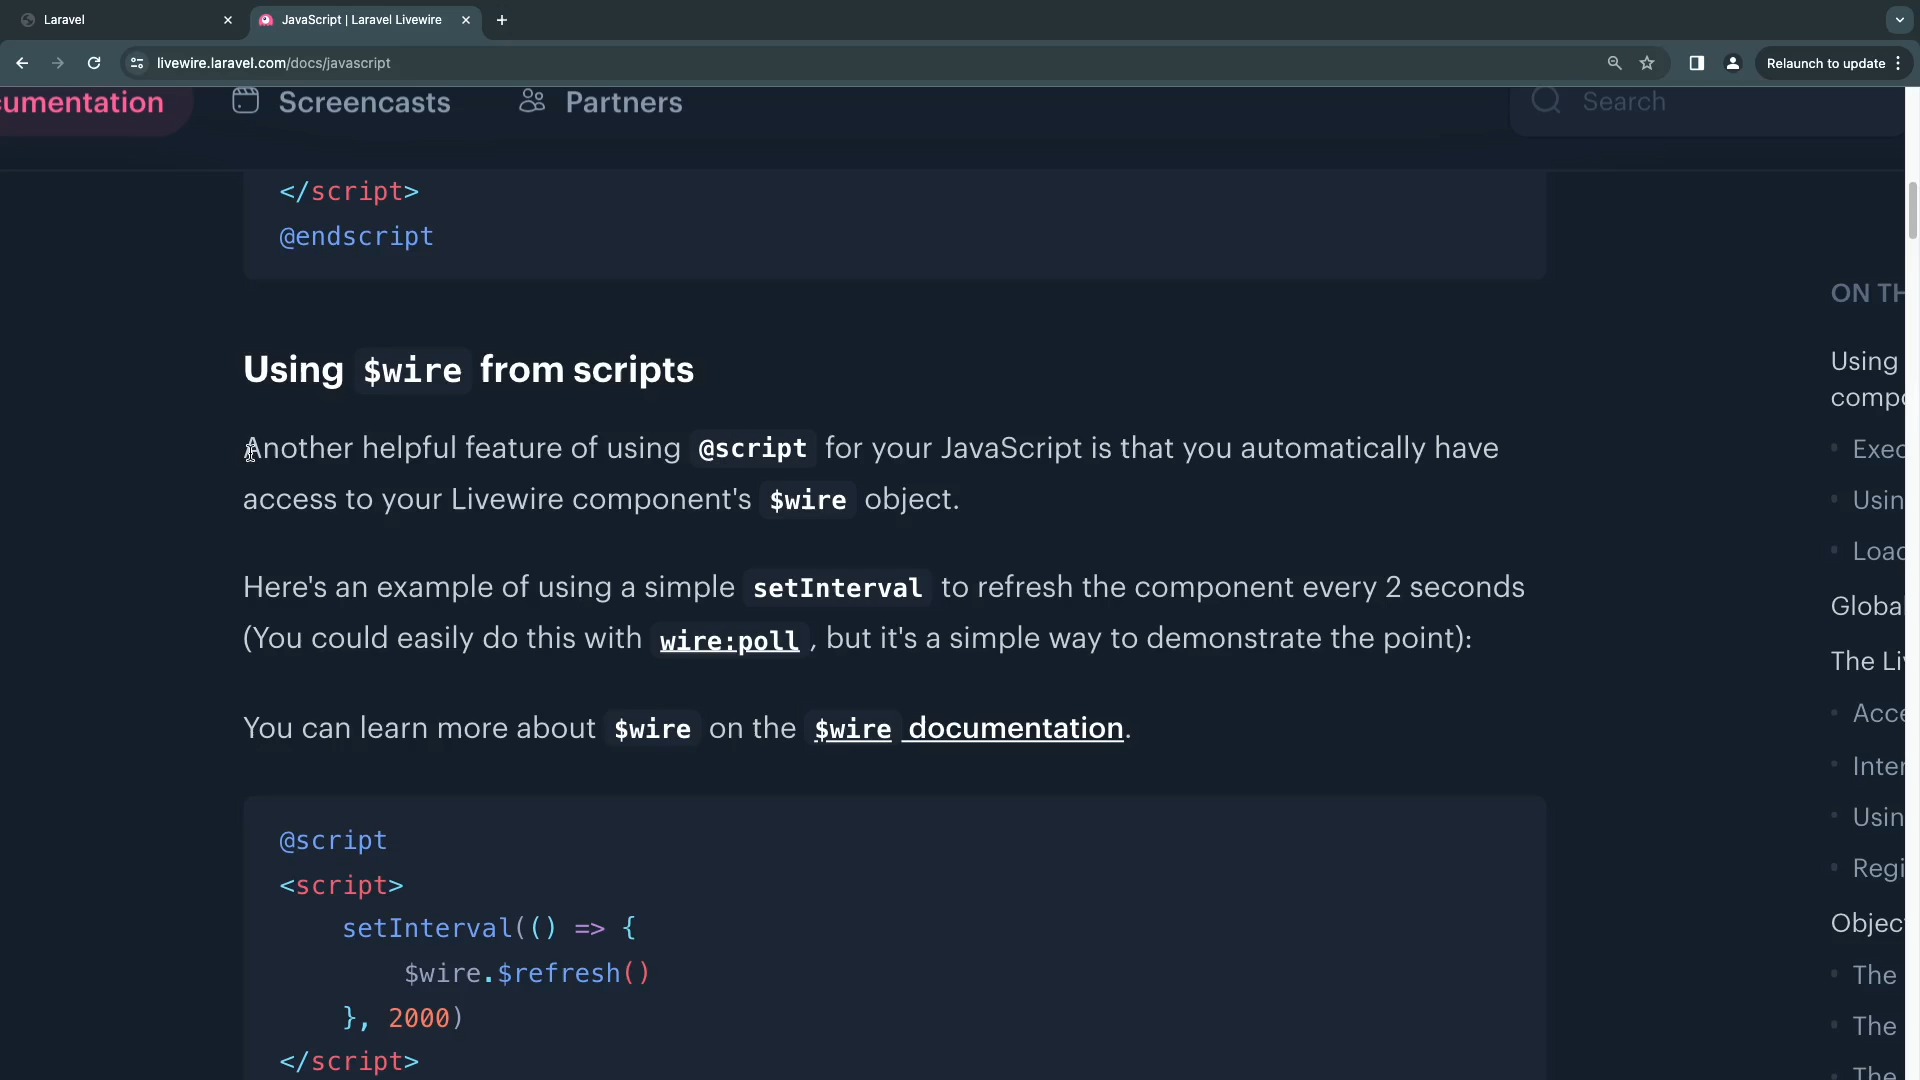 Laravel
JavaScript | Laravel Livewire
livewire.laravel.com/docs/javascript
Relaunch to update
umentation
Screencasts
Partners
Search
</script>
@endscript
Using $wire from scripts
Another helpful feature of using @script for your JavaScript is that you automatically have
access to your Livewire component's $wire object.
Here's an example of using a simple setInterval to refresh the component every 2 seconds
(You could easily do this with wire:poll, but it's a simple way to demonstrate the point):
You can learn more about $wire on the $wire documentation.
@script
<script>
setInterval(() => {
$wire.$refresh()
}, 2000)
</script>
ON TH
Using
compo
Exec
Usin
Load
Global
The Liv
Acce
Inter
Usin
Regi
Object
The
The
The